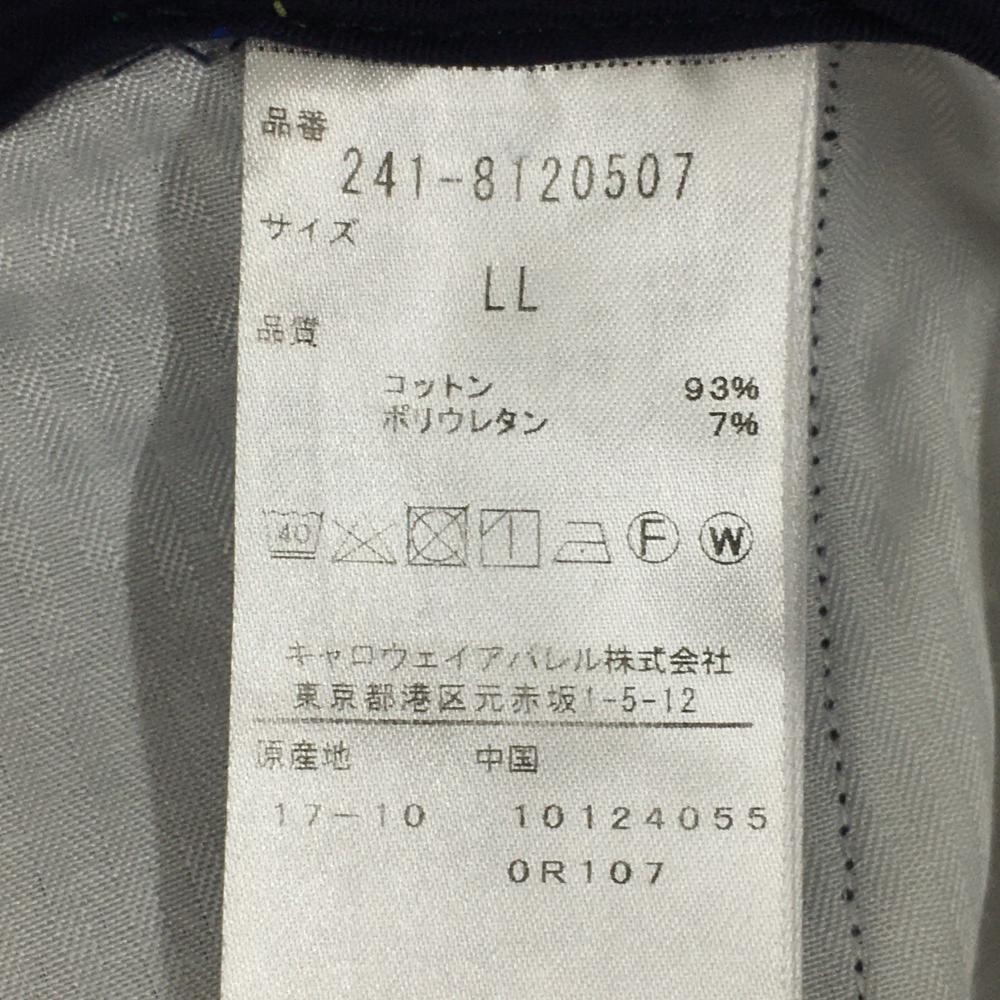 品番
241-8120507
サイズ
LL
品質
コットン 93%
ポリウレタン 7%
40 F W
キャロウェイアパレル株式会社
東京都港区元赤坂1-5-12
原産地 中国
17-10 10124055
0R107